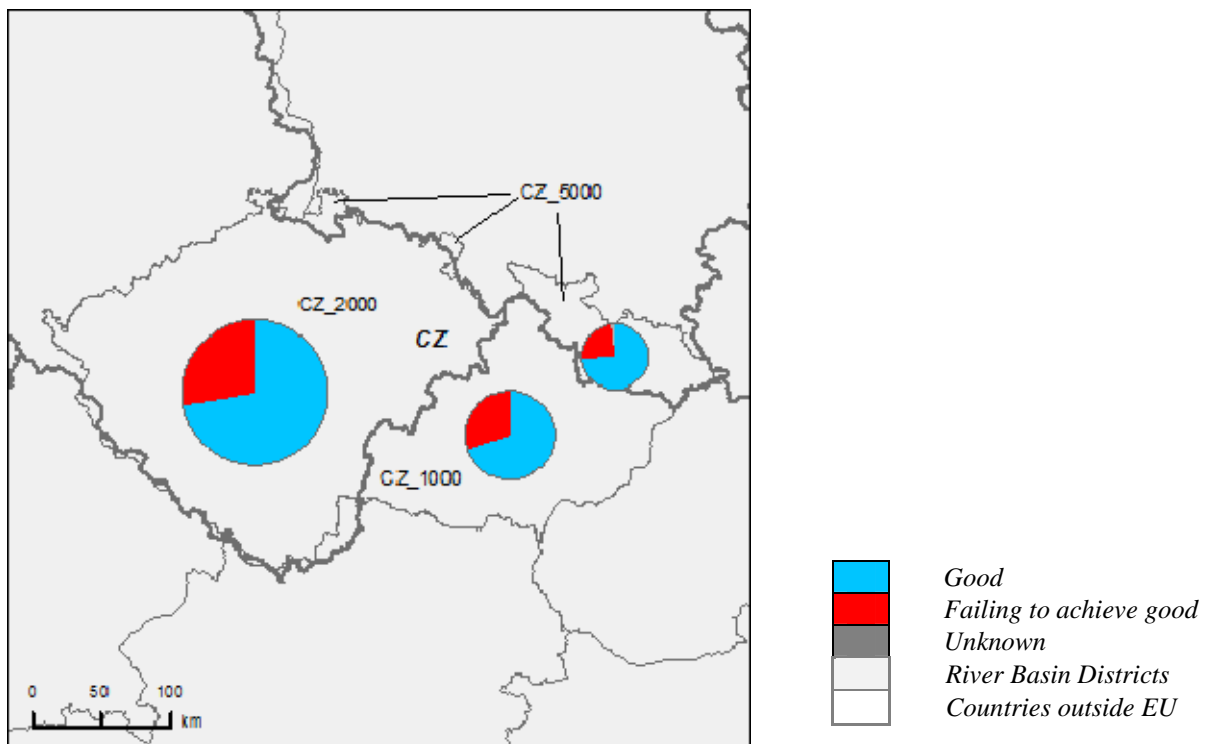 CZ_5000
CZ_2000
CZ
CZ_1000
0 50 100
km
Good
Failing to achieve good
Unknown
River Basin Districts
Countries outside EU